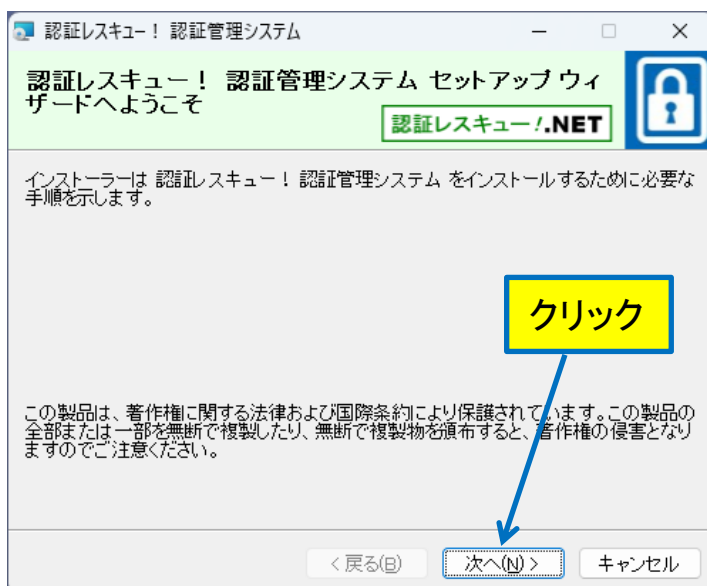 認証レスキュー！ 認証管理システム
認証レスキュー！ 認証管理システム セットアップ ウィ
ザードへようこそ
認証レスキュー！.NET
インストーラーは 認証レスキュー！ 認証管理システム をインストールするために必要な
手順を示します。
クリック
この製品は、著作権に関する法律および国際条約により保護されています。この製品の
全部または一部を無断で複製したり、無断で複製物を頒布すると、著作権の侵害となり
ますのでご注意ください。
< 戻る(B)
次へ(N) >
キャンセル